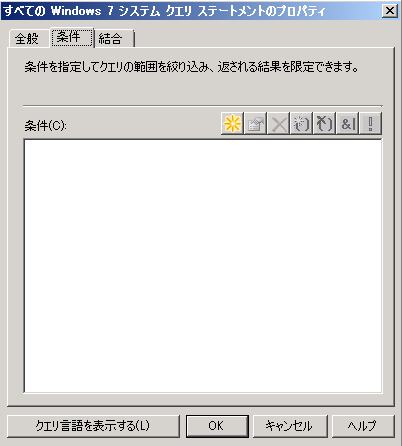 すべての Windows 7 システム クエリ ステートメントのプロパティ
全般 条件 結合
条件を指定してクエリの範囲を絞り込み、返される結果を限定できます。
条件(C):
クエリ言語を表示する(L) OK キャンセル ヘルプ